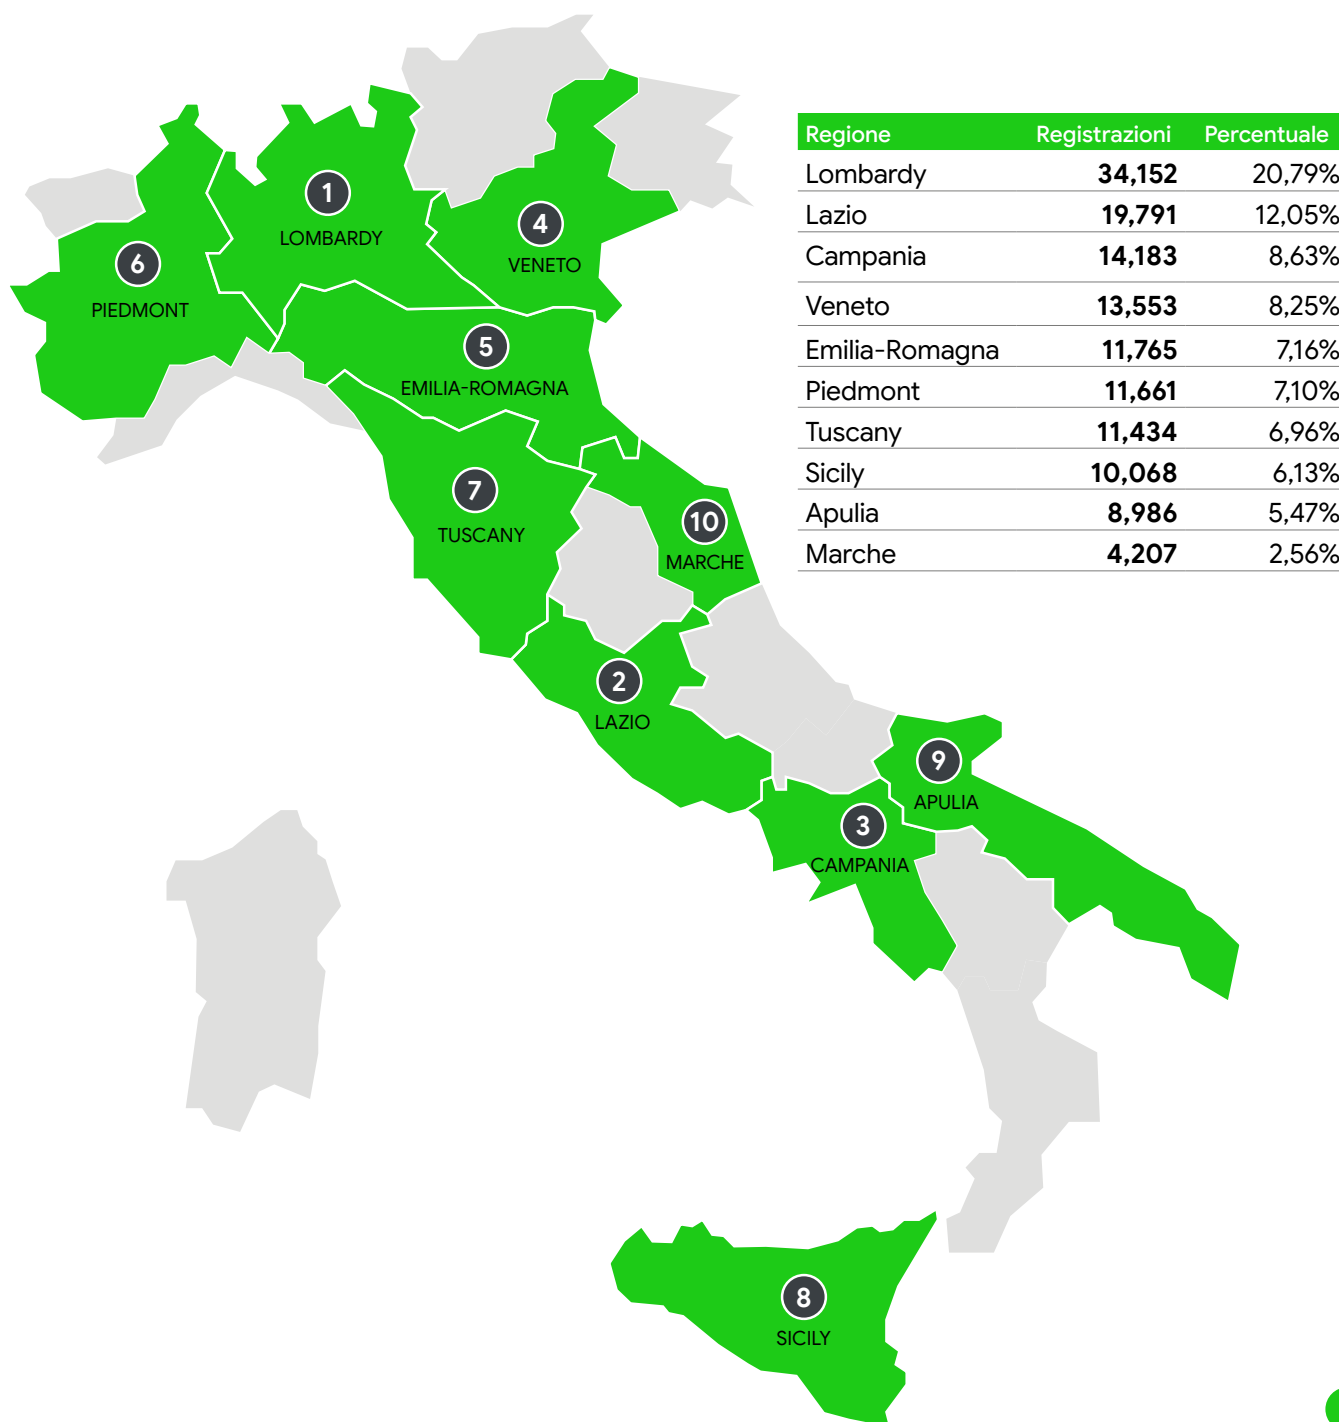 Regione Registrazioni Percentuale
Lombardy 34,152 20,79%
Lazio 19,791 12,05%
Campania 14,183 8,63%
Veneto 13,553 8,25%
Emilia-Romagna 11,765 7,16%
Piedmont 11,661 7,10%
Tuscany 11,434 6,96%
Sicily 10,068 6,13%
Apulia 8,986 5,47%
Marche 4,207 2,56%
1
LOMBARDY
4
VENETO
6
PIEDMONT
5
EMILIA-ROMAGNA
7
TUSCANY
10
MARCHE
2
LAZIO
9
APULIA
3
CAMPANIA
8
SICILY